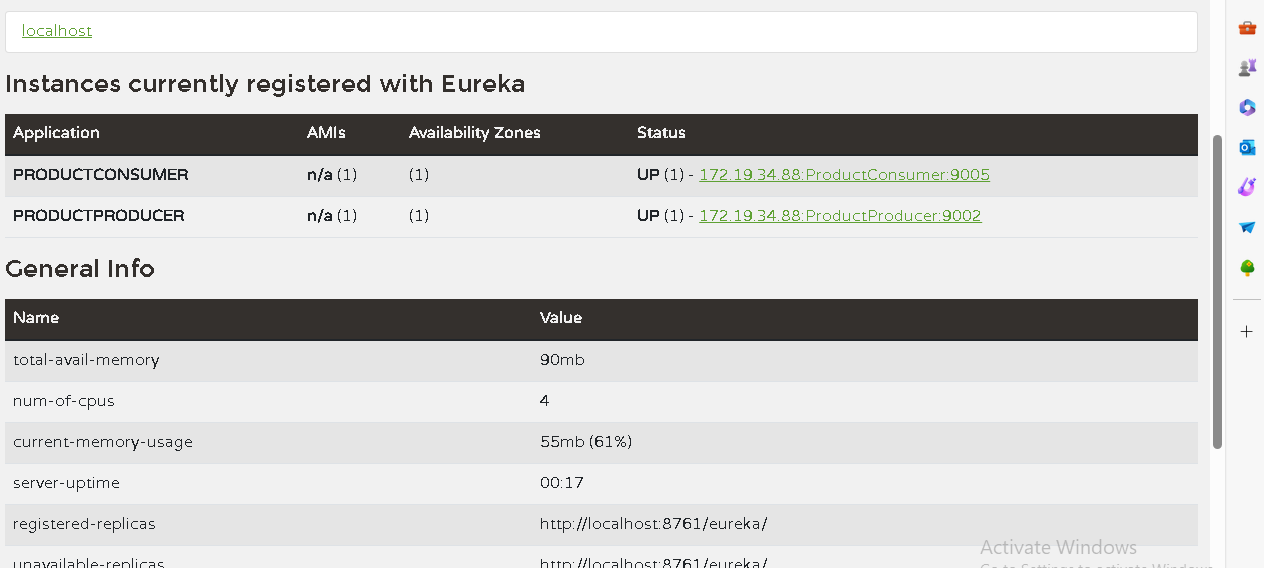 localhost
Instances currently registered with Eureka
Application AMIs Availability Zones Status
PRODUCTCONSUMER n/a (1) (1) UP (1) - 172.19.34.88:ProductConsumer:9005
PRODUCTPRODUCER n/a (1) (1) UP (1) - 172.19.34.88:ProductProducer:9002
General Info
Name Value
total-avail-memory 90mb
num-of-cpus 4
current-memory-usage 55mb (61%)
server-uptime 00:17
registered-replicas http://localhost:8761/eureka/
unavailable-replicas http://localhost:8761/eureka/
Activate Windows
Go to Settings to activate Windows